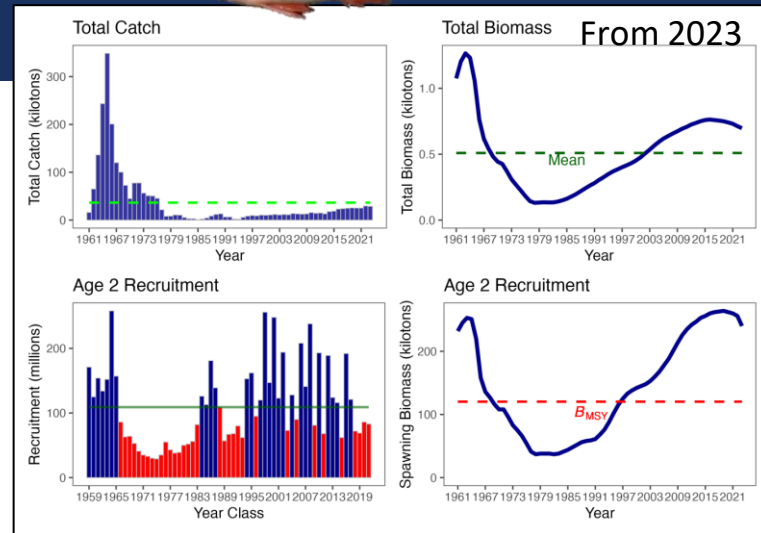 From 2023
Total Catch
Total Catch (kilotons)
300
200
100
0
1961 1967 1973 1979 1985 1991 1997 2003 2009 2015 2021
Year
Total Biomass
Total Biomass (kilotons)
1.0
0.5
0.0
Mean
1961 1967 1973 1979 1985 1991 1997 2003 2009 2015 2021
Year
Age 2 Recruitment
Recruitment (millions)
200
100
0
1959 1965 1971 1977 1983 1989 1995 2001 2007 2013 2019
Year Class
Age 2 Recruitment
Spawning Biomass (kilotons)
200
100
0
BMSY
1961 1967 1973 1979 1985 1991 1997 2003 2009 2015 2021
Year